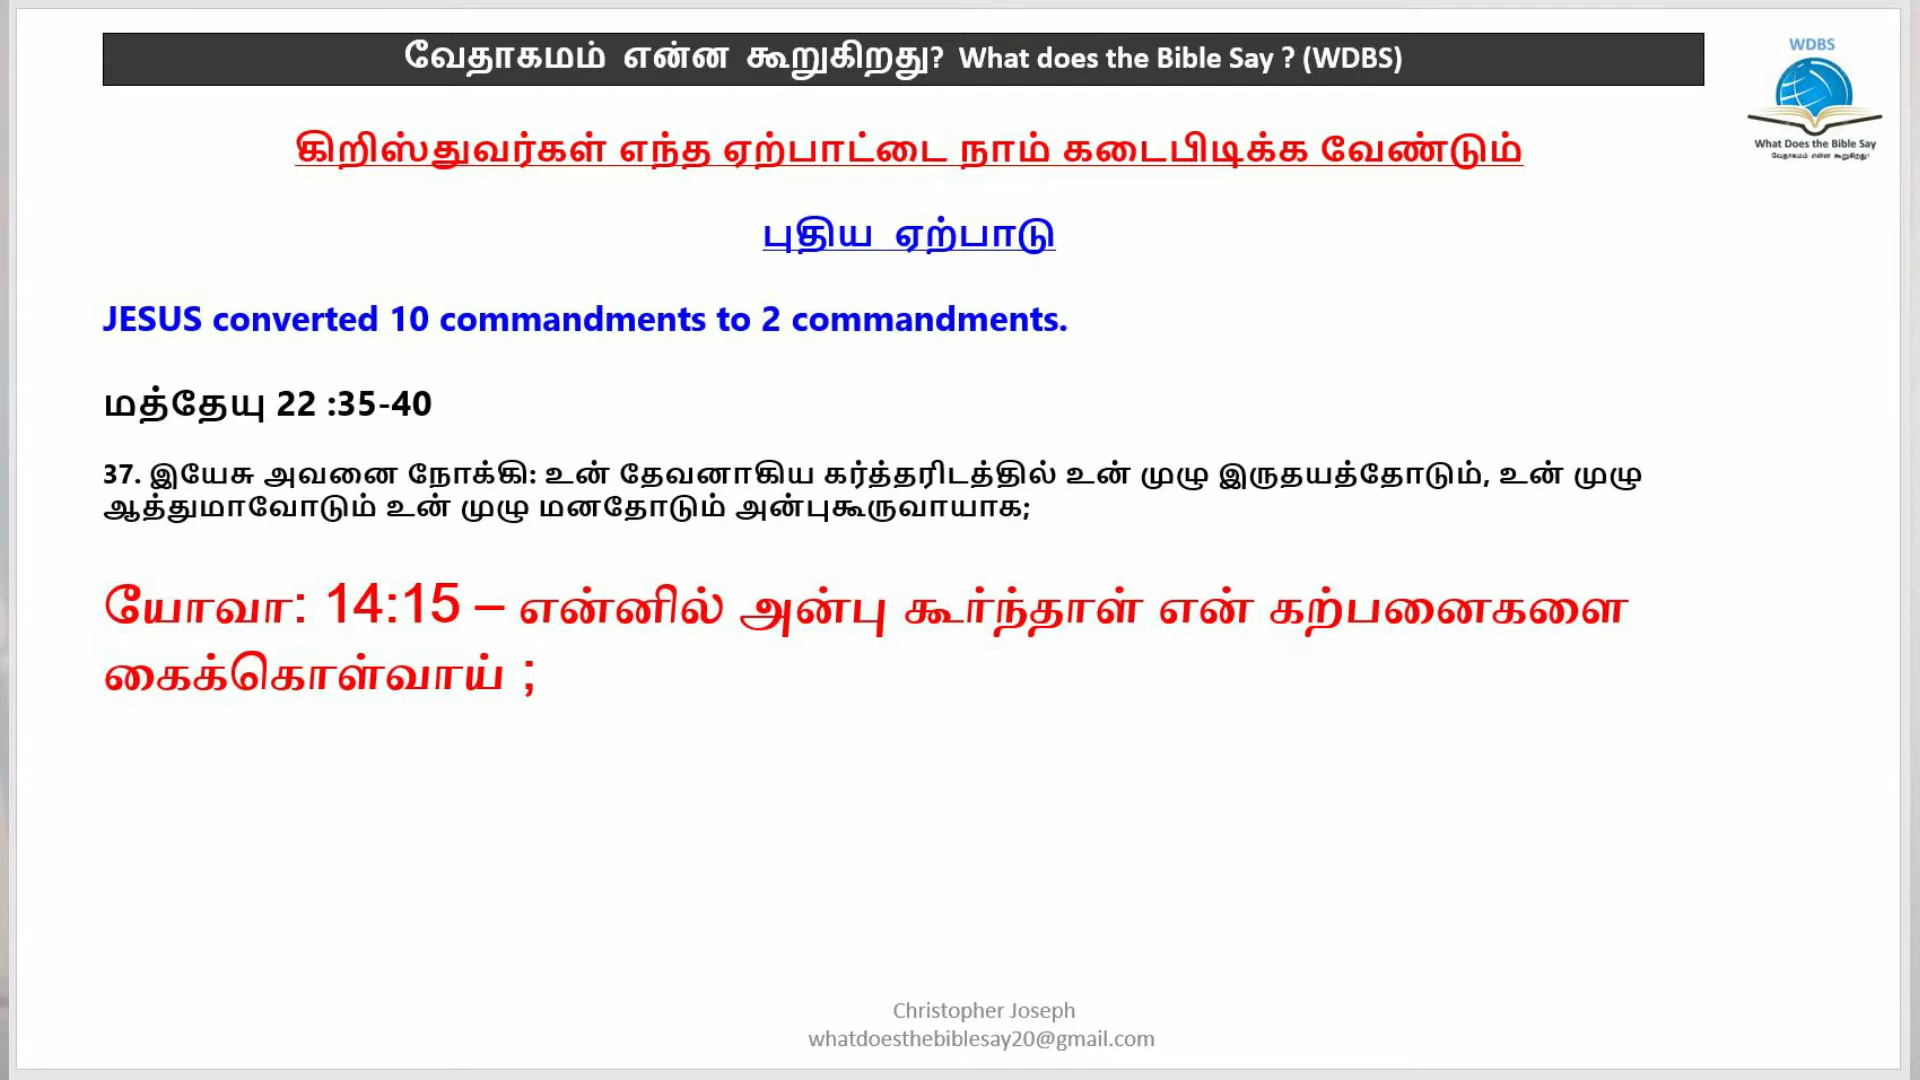 வேதாகமம் என்ன கூறுகிறது? What does the Bible Say ? (WDBS)
WDBS
What Does the Bible Say
வேதாகமம் என்ன கூறுகிறது?
கிறிஸ்துவர்கள் எந்த ஏற்பாட்டை நாம் கடைபிடிக்க வேண்டும்
புதிய ஏற்பாடு
JESUS converted 10 commandments to 2 commandments.
மத்தேயு 22 :35-40
37. இயேசு அவனை நோக்கி: உன் தேவனாகிய கர்த்தரிடத்தில் உன் முழு இருதயத்தோடும், உன் முழு
ஆத்துமாவோடும் உன் முழு மனதோடும் அன்புகூருவாயாக;
யோவா: 14:15 – என்னில் அன்பு கூர்ந்தாள் என் கற்பனைகளை
கைக்கொள்வாய் ;
Christopher Joseph
whatdoesthebiblesay20@gmail.com